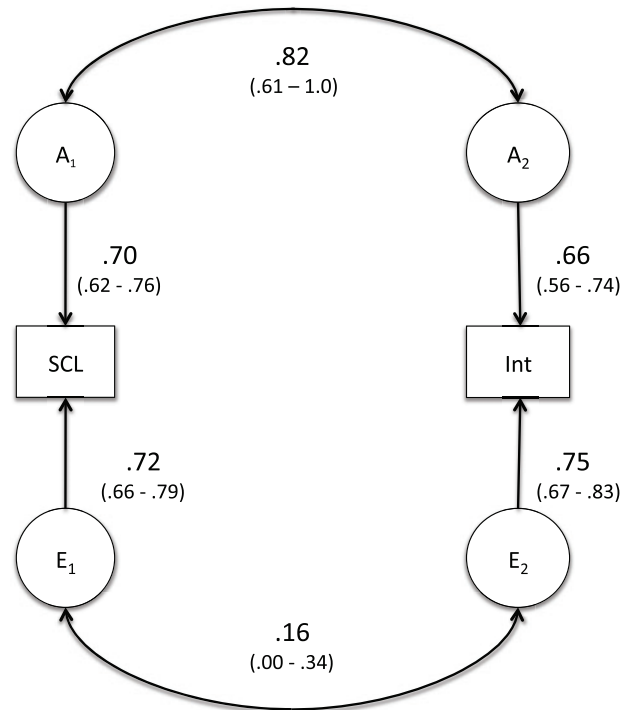 .82
(.61 – 1.0)
A₁
A₂
.70
(.62 - .76)
.66
(.56 - .74)
SCL
Int
.72
(.66 - .79)
.75
(.67 - .83)
E₁
E₂
.16
(.00 - .34)